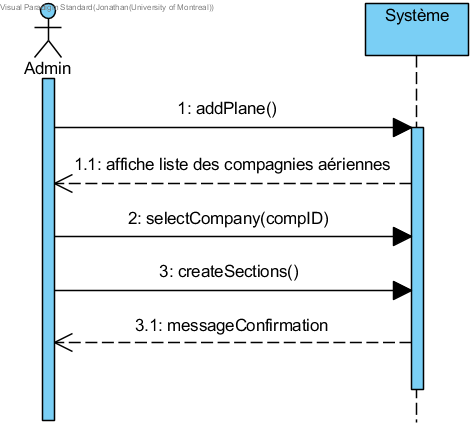 Visual Paradigm Standard(Jonathan(University of Montreal))
Système
Admin
1: addPlane()
1.1: affiche liste des compagnies aériennes
2: selectCompany(compID)
3: createSections()
3.1: messageConfirmation